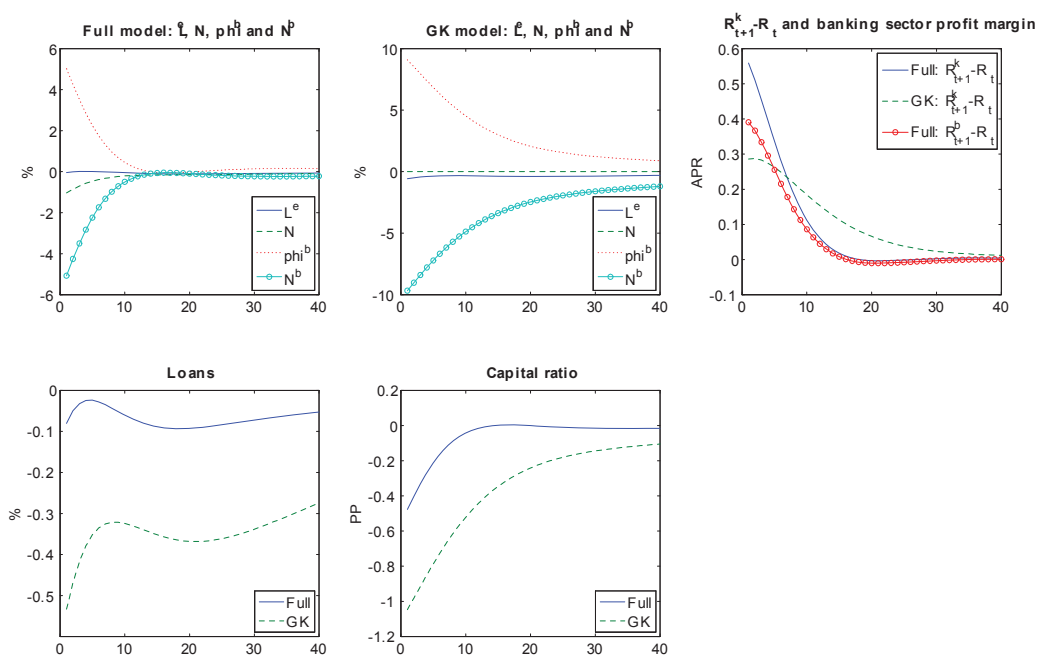 Full model: L^e, N, phi^b and N^b
6
4
2
0
-2
-4
-6
%
0 10 20 30 40
L^e
N
phi^b
N^b
GK model: L^e, N, phi^b and N^b
5
0
-5
-10
%
10
0 10 20 30 40
L^e
N
phi^b
N^b
R^k_{t+1}-R_t and banking sector profit margin
0.6
0.5
0.4
0.3
0.2
0.1
0
-0.1
APR
0 10 20 30 40
Full: R^k_{t+1}-R_t
GK: R^k_{t+1}-R_t
Full: R^b_{t+1}-R_t
Loans
0
-0.1
-0.2
-0.3
-0.4
-0.5
%
0 10 20 30 40
Full
GK
Capital ratio
0.2
0
-0.2
-0.4
-0.6
-0.8
-1
-1.2
PP
0 10 20 30 40
Full
GK